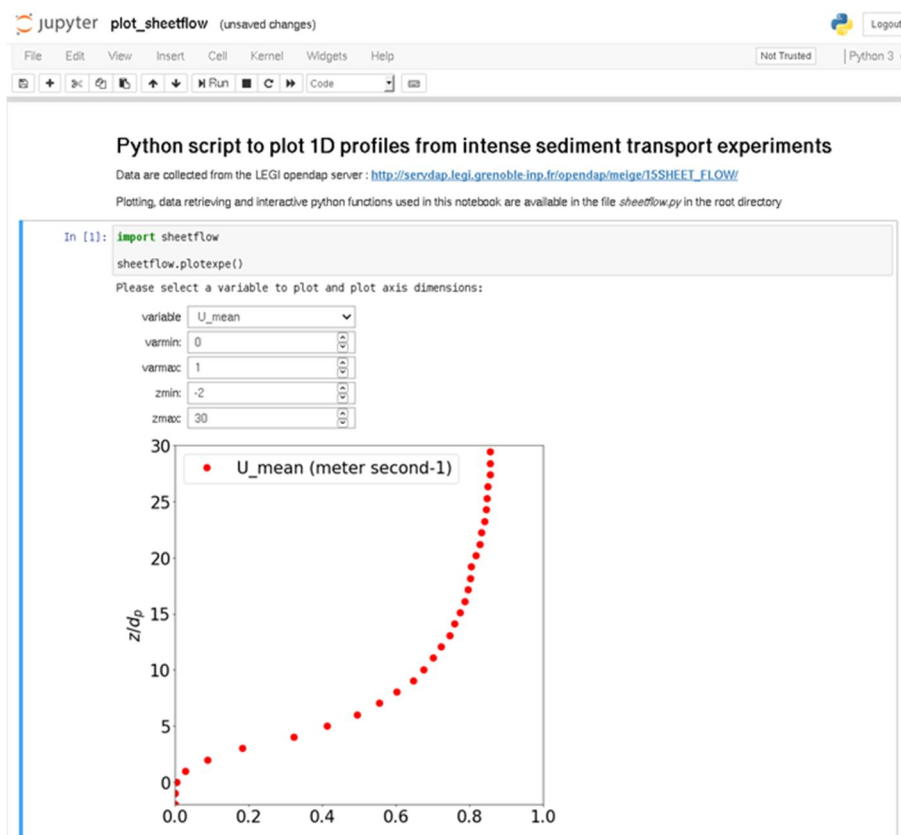 jupyter plot_sheetflow (unsaved changes)
Logout
File Edit View Insert Cell Kernel Widgets Help
Not Trusted
Python 3
Run
Code
Python script to plot 1D profiles from intense sediment transport experiments
Data are collected from the LEGI opendap server : http://servdap.legi.grenoble-inp.fr/opendap/meige/15SHEET_FLOW/
Plotting, data retrieving and interactive python functions used in this notebook are available in the file sheetflow.py in the root directory
In [1]: import sheetflow
sheetflow.plotexpe()
Please select a variable to plot and plot axis dimensions:
variable U_mean
varmin: 0
varmax: 1
zmin: -2
zmax: 30
30
U_mean (meter second-1)
25
20
15
z/dp
10
5
0
0.0 0.2 0.4 0.6 0.8 1.0